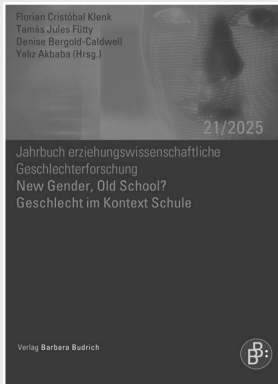 Florian Cristóbal Klenk
Tamás Jules Fütty
Denise Bergold-Caldwell
Yalız Akbaba (Hrsg.)
21/2025
Jahrbuch erziehungswissenschaftliche
Geschlechterforschung
New Gender, Old School?
Geschlecht im Kontext Schule
Verlag Barbara Budrich
B B: